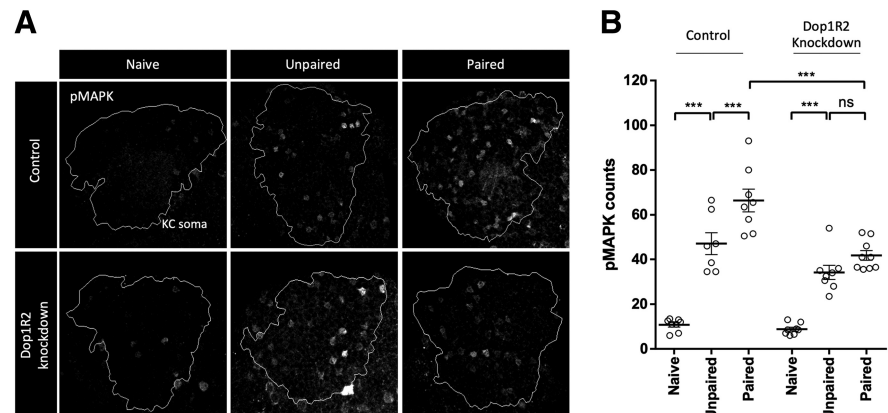 A
Naive
Unpaired
Paired
Control
pMAPK
KC soma
Dop1R2
knockdown
B
Control
Dop1R2
Knockdown
***
***
***
***
ns
pMAPK counts
120
100
80
60
40
20
0
Naive
Unpaired
Paired
Naive
Unpaired
Paired